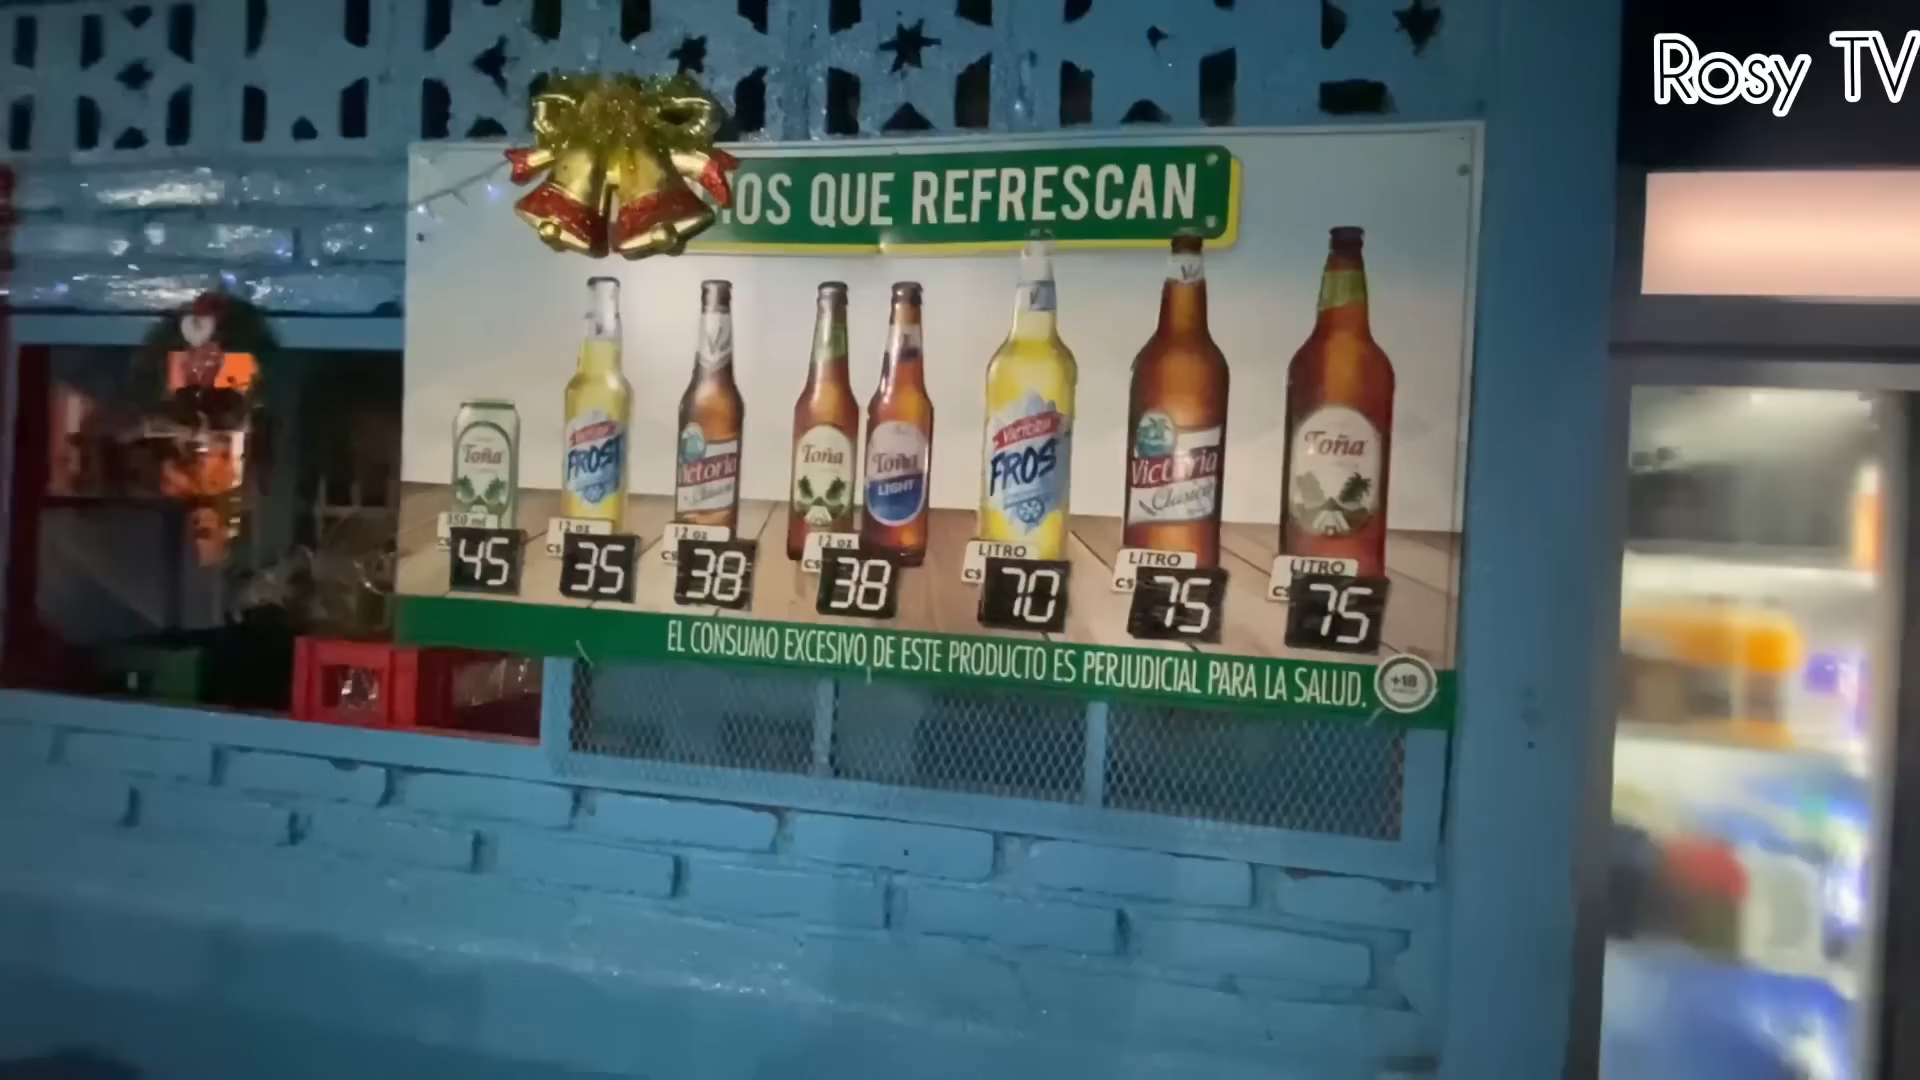 Rosy TV
OS QUE REFRESCAN
Toña
Victoria
FROST
Victoria
Clásica
Toña
Toña
LIGHT
Victoria
FROST
Victoria
Clásica
Toña
350 ml
C$ 45
12 oz
C$ 35
12 oz
C$ 38
12 oz
C$ 38
LITRO
C$ 70
LITRO
C$ 75
LITRO
C$ 75
EL CONSUMO EXCESIVO DE ESTE PRODUCTO ES PERJUDICIAL PARA LA SALUD.
+18